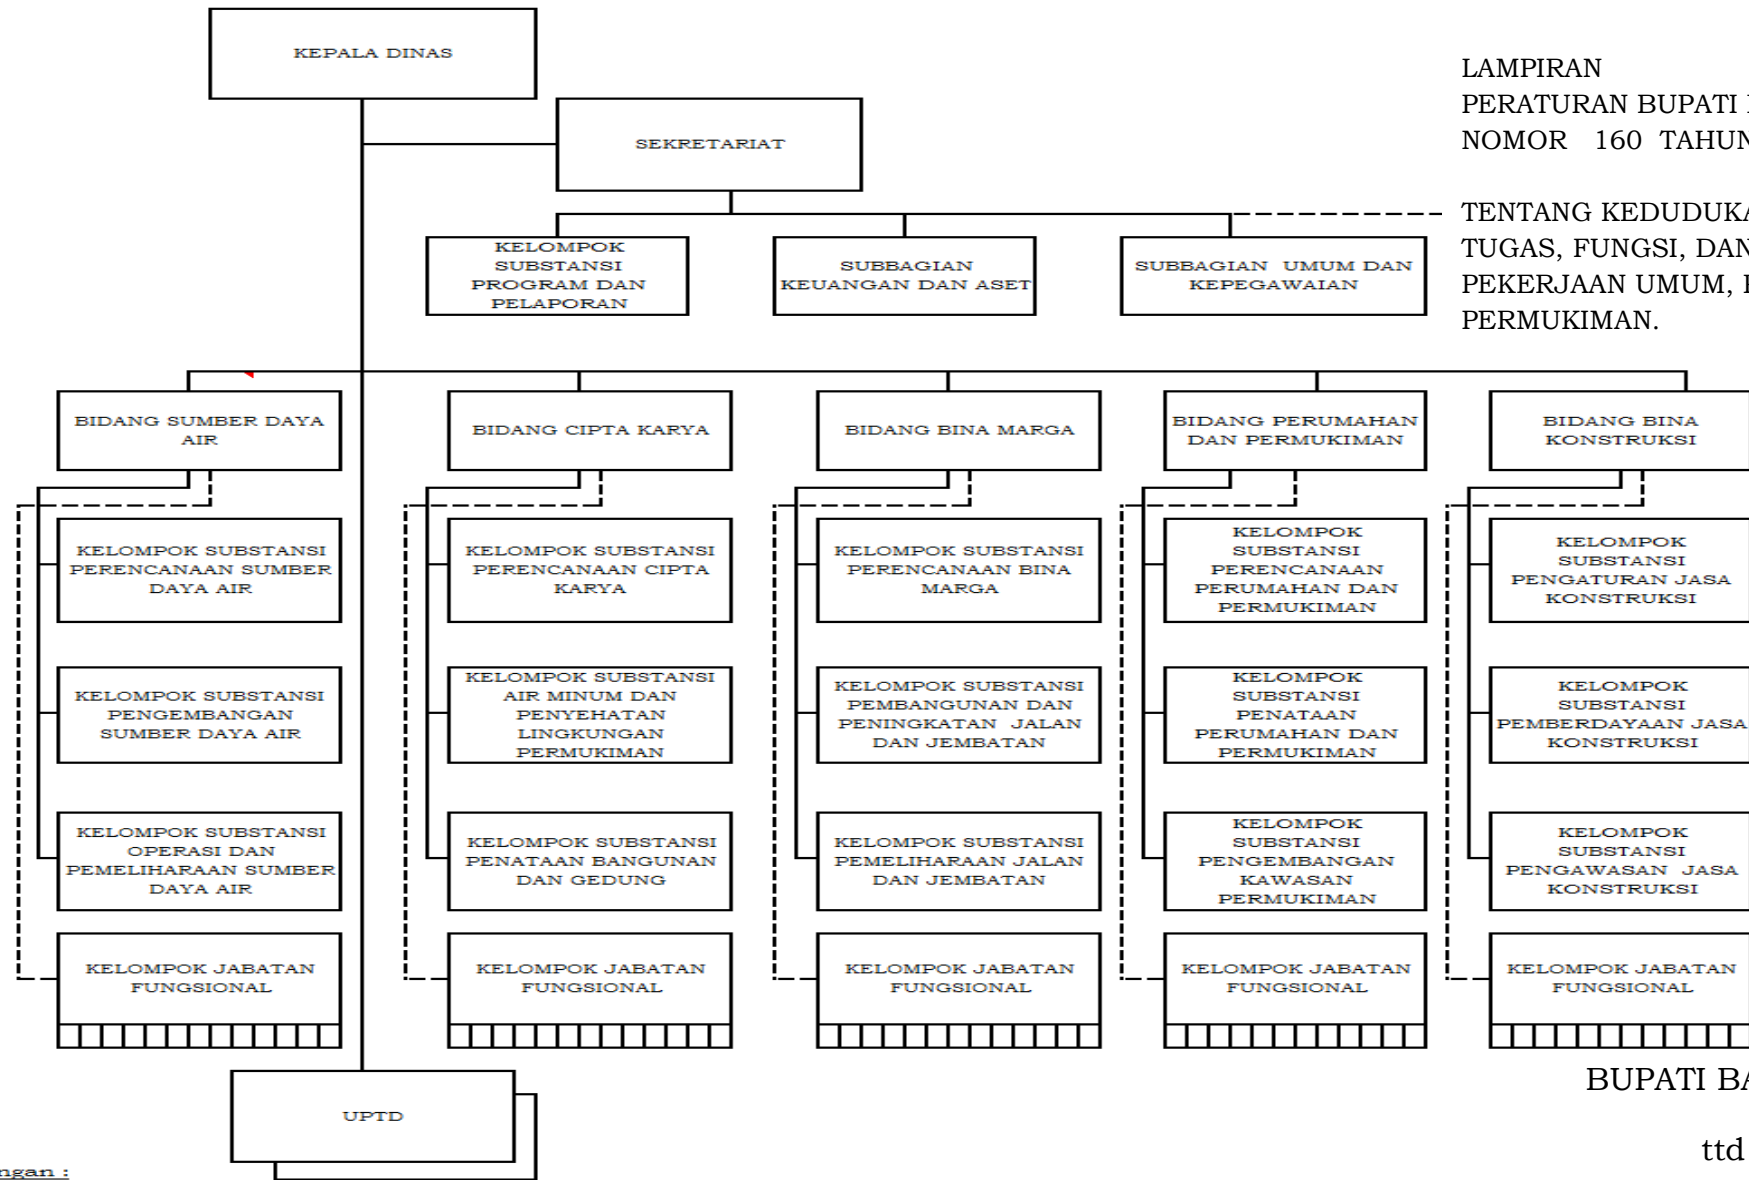 KEPALA DINAS
LAMPIRAN
PERATURAN BUPATI
NOMOR 160 TAHUN
SEKRETARIAT
TENTANG
TUGAS, FUNGSI, DAN
PEKERJAAN UMUM,
PERMUKIMAN.
KELOMPOK
SUBSTANSI
PROGRAM DAN
PELAPORAN
SUBBAGIAN
KEUANGAN DAN ASET
SUBBAGIAN UMUM DAN
KEPEGAWAIAN
BIDANG SUMBER DAYA
AIR
BIDANG CIPTA KARYA
BIDANG BINA MARGA
BIDANG PERUMAHAN
DAN PERMUKIMAN
BIDANG BINA
KONSTRUKSI
KELOMPOK SUBSTANSI
PERENCANAAN SUMBER
DAYA AIR
KELOMPOK SUBSTANSI
PERENCANAAN CIPTA
KARYA
KELOMPOK SUBSTANSI
PERENCANAAN BINA
MARGA
KELOMPOK
SUBSTANSI
PERENCANAAN
PERUMAHAN DAN
PERMUKIMAN
KELOMPOK
SUBSTANSI
PENGATURAN JASA
KONSTRUKSI
KELOMPOK SUBSTANSI
PENGEMBANGAN
SUMBER DAYA AIR
KELOMPOK SUBSTANSI
AIR MINUM DAN
PENYEHATAN
LINGKUNGAN
PERMUKIMAN
KELOMPOK SUBSTANSI
PEMBANGUNAN DAN
PENINGKATAN JALAN
DAN JEMBATAN
KELOMPOK
SUBSTANSI
PENATAAN
PERUMAHAN DAN
PERMUKIMAN
KELOMPOK
SUBSTANSI
PEMBERDAYAAN JASA
KONSTRUKSI
KELOMPOK SUBSTANSI
OPERASI DAN
PEMELIHARAAN SUMBER
DAYA AIR
KELOMPOK SUBSTANSI
PENATAAN BANGUNAN
DAN GEDUNG
KELOMPOK SUBSTANSI
PEMELIHARAAN JALAN
DAN JEMBATAN
KELOMPOK
SUBSTANSI
PENGEMBANGAN
KAWASAN
PERMUKIMAN
KELOMPOK
SUBSTANSI
PENGAWASAN JASA
KONSTRUKSI
KELOMPOK JABATAN
FUNGSIONAL
KELOMPOK JABATAN
FUNGSIONAL
KELOMPOK JABATAN
FUNGSIONAL
KELOMPOK JABATAN
FUNGSIONAL
KELOMPOK JABATAN
FUNGSIONAL
UPTD
BUPATI
ttd